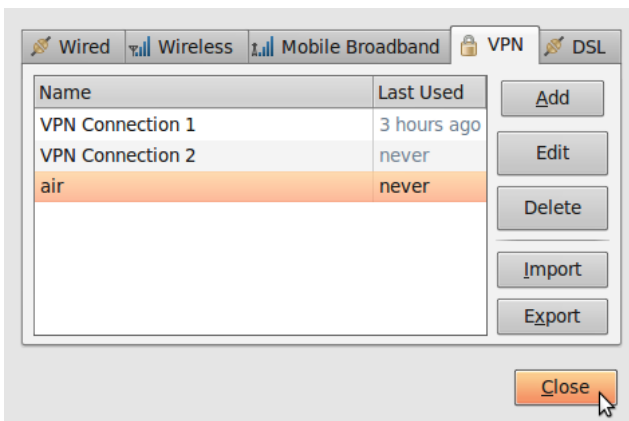 Wired Wireless Mobile Broadband VPN DSL
Name Last Used
VPN Connection 1 3 hours ago
VPN Connection 2 never
air never
Add
Edit
Delete
Import
Export
Close